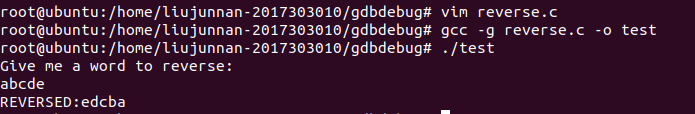 root@ubuntu:/home/liujunnan-2017303010/gdbdebug# vim reverse.c
root@ubuntu:/home/liujunnan-2017303010/gdbdebug# gcc -g reverse.c -o test
root@ubuntu:/home/liujunnan-2017303010/gdbdebug# ./test
Give me a word to reverse:
abcde
REVERSED:edcba